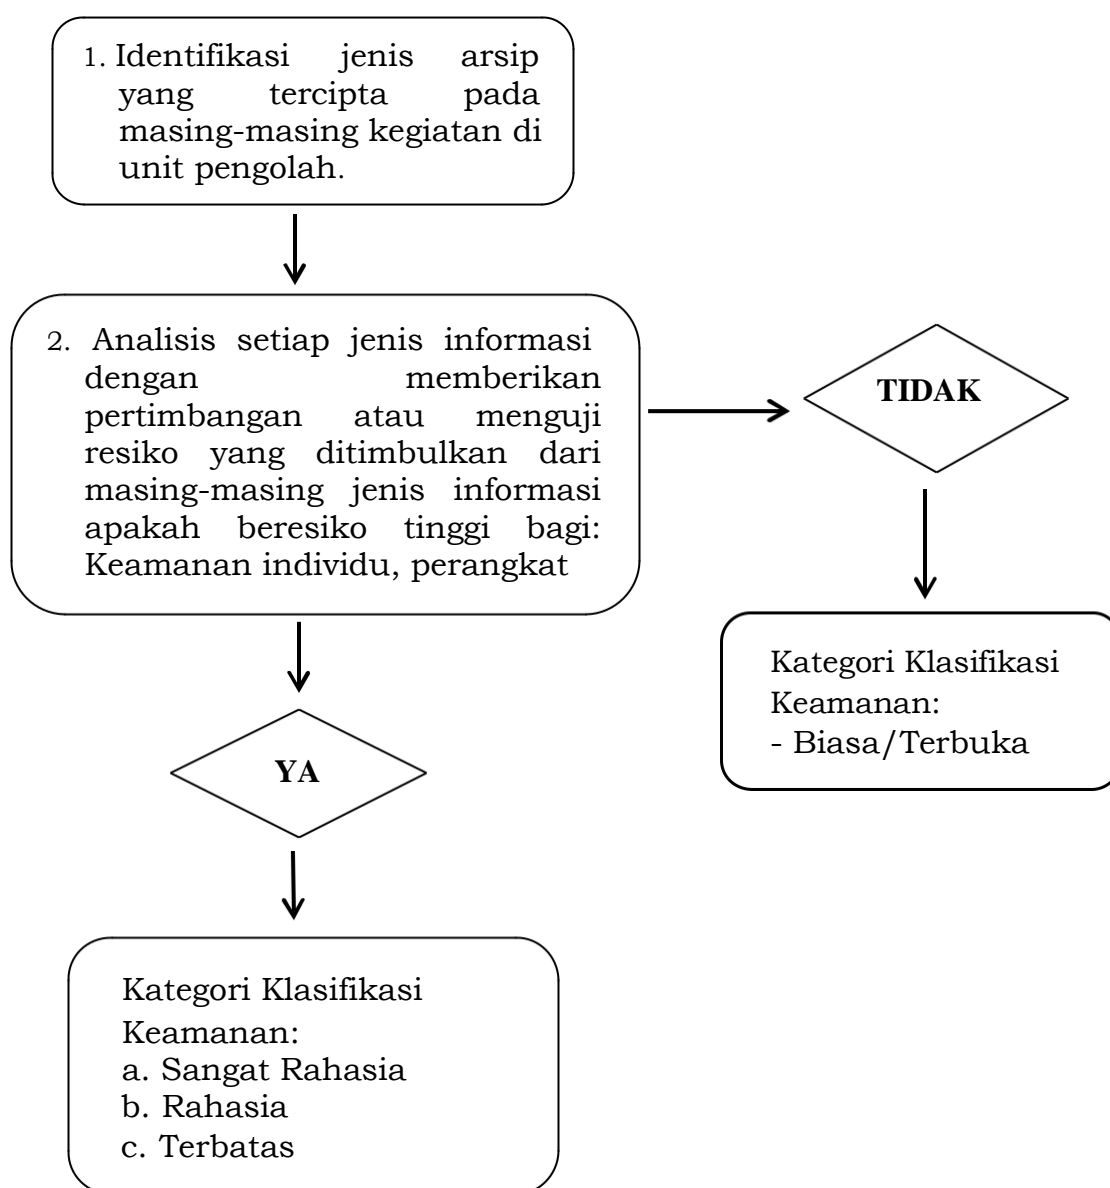 1. Identifikasi jenis arsip
yang tercipta pada
masing-masing kegiatan di
unit pengolah.
2. Analisis setiap jenis informasi
dengan memberikan
pertimbangan atau menguji
resiko yang ditimbulkan dari
masing-masing jenis informasi
apakah beresiko tinggi bagi:
Keamanan individu, perangkat
TIDAK
Kategori Klasifikasi
Keamanan:
- Biasa/Terbuka
YA
Kategori Klasifikasi
Keamanan:
a. Sangat Rahasia
b. Rahasia
c. Terbatas